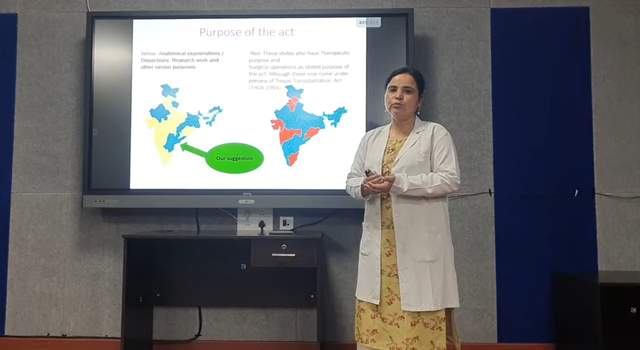 Purpose of the act
Yellow- Anatomical examinations /
Dissections, Research work and
other similar purposes
Red: These states also have Therapeutic
purpose and
Surgical operations as stated purpose of
the act. Although these now come under
purview of Tissue Transplantation Act
(THOA 1994)
Our suggestion